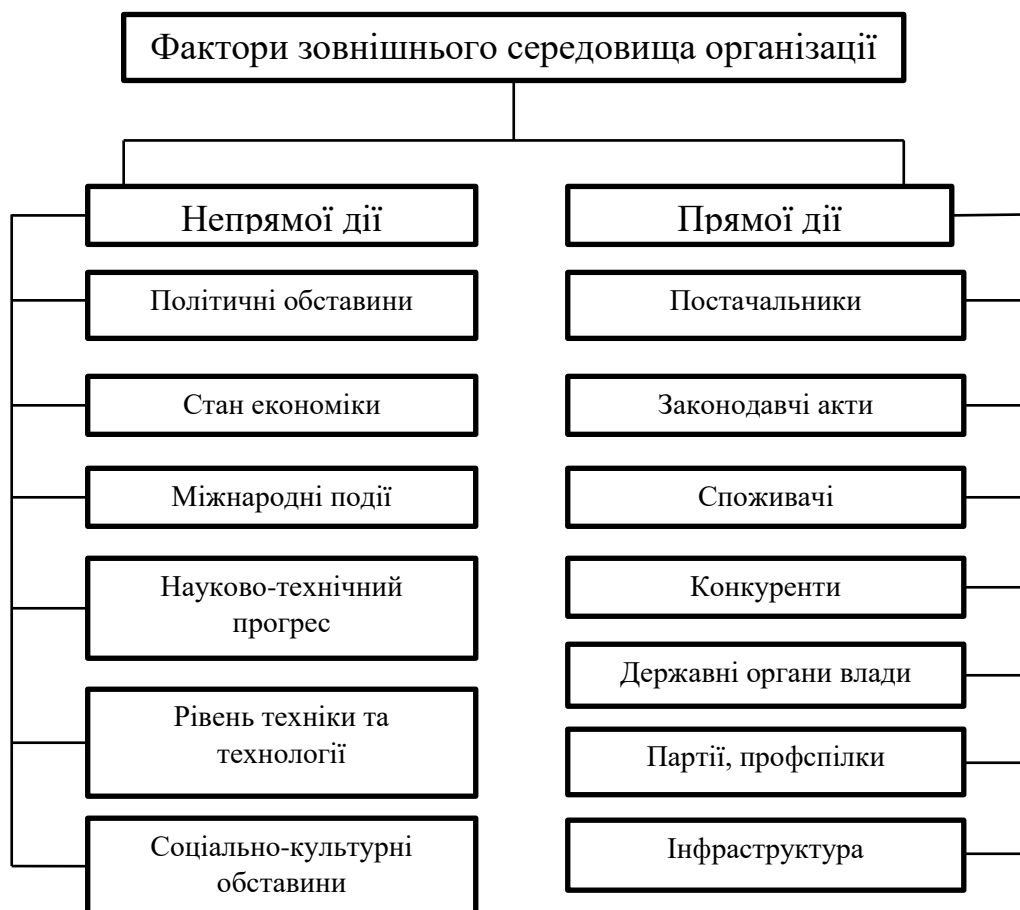 Фактори зовнішнього середовища організації
Непрямої дії
Політичні обставини
Стан економіки
Міжнародні події
Науково-технічний
прогрес
Рівень техніки та
технології
Соціально-культурні
обставини
Прямої дії
Постачальники
Законодавчі акти
Споживачі
Конкуренти
Державні органи влади
Партії, профспілки
Інфраструктура